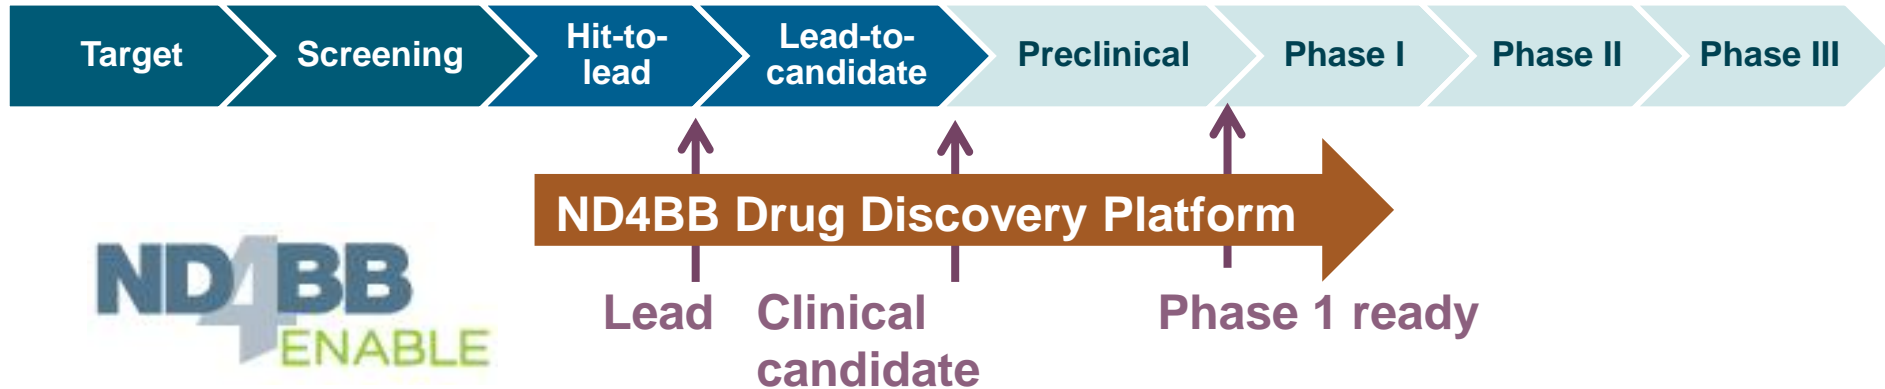 Target
Screening
Hit-to-
lead
Lead-to-
candidate
Preclinical
Phase I
Phase II
Phase III
ND4BB Drug Discovery Platform
ND4BB
ENABLE
Lead
Clinical
candidate
Phase 1 ready